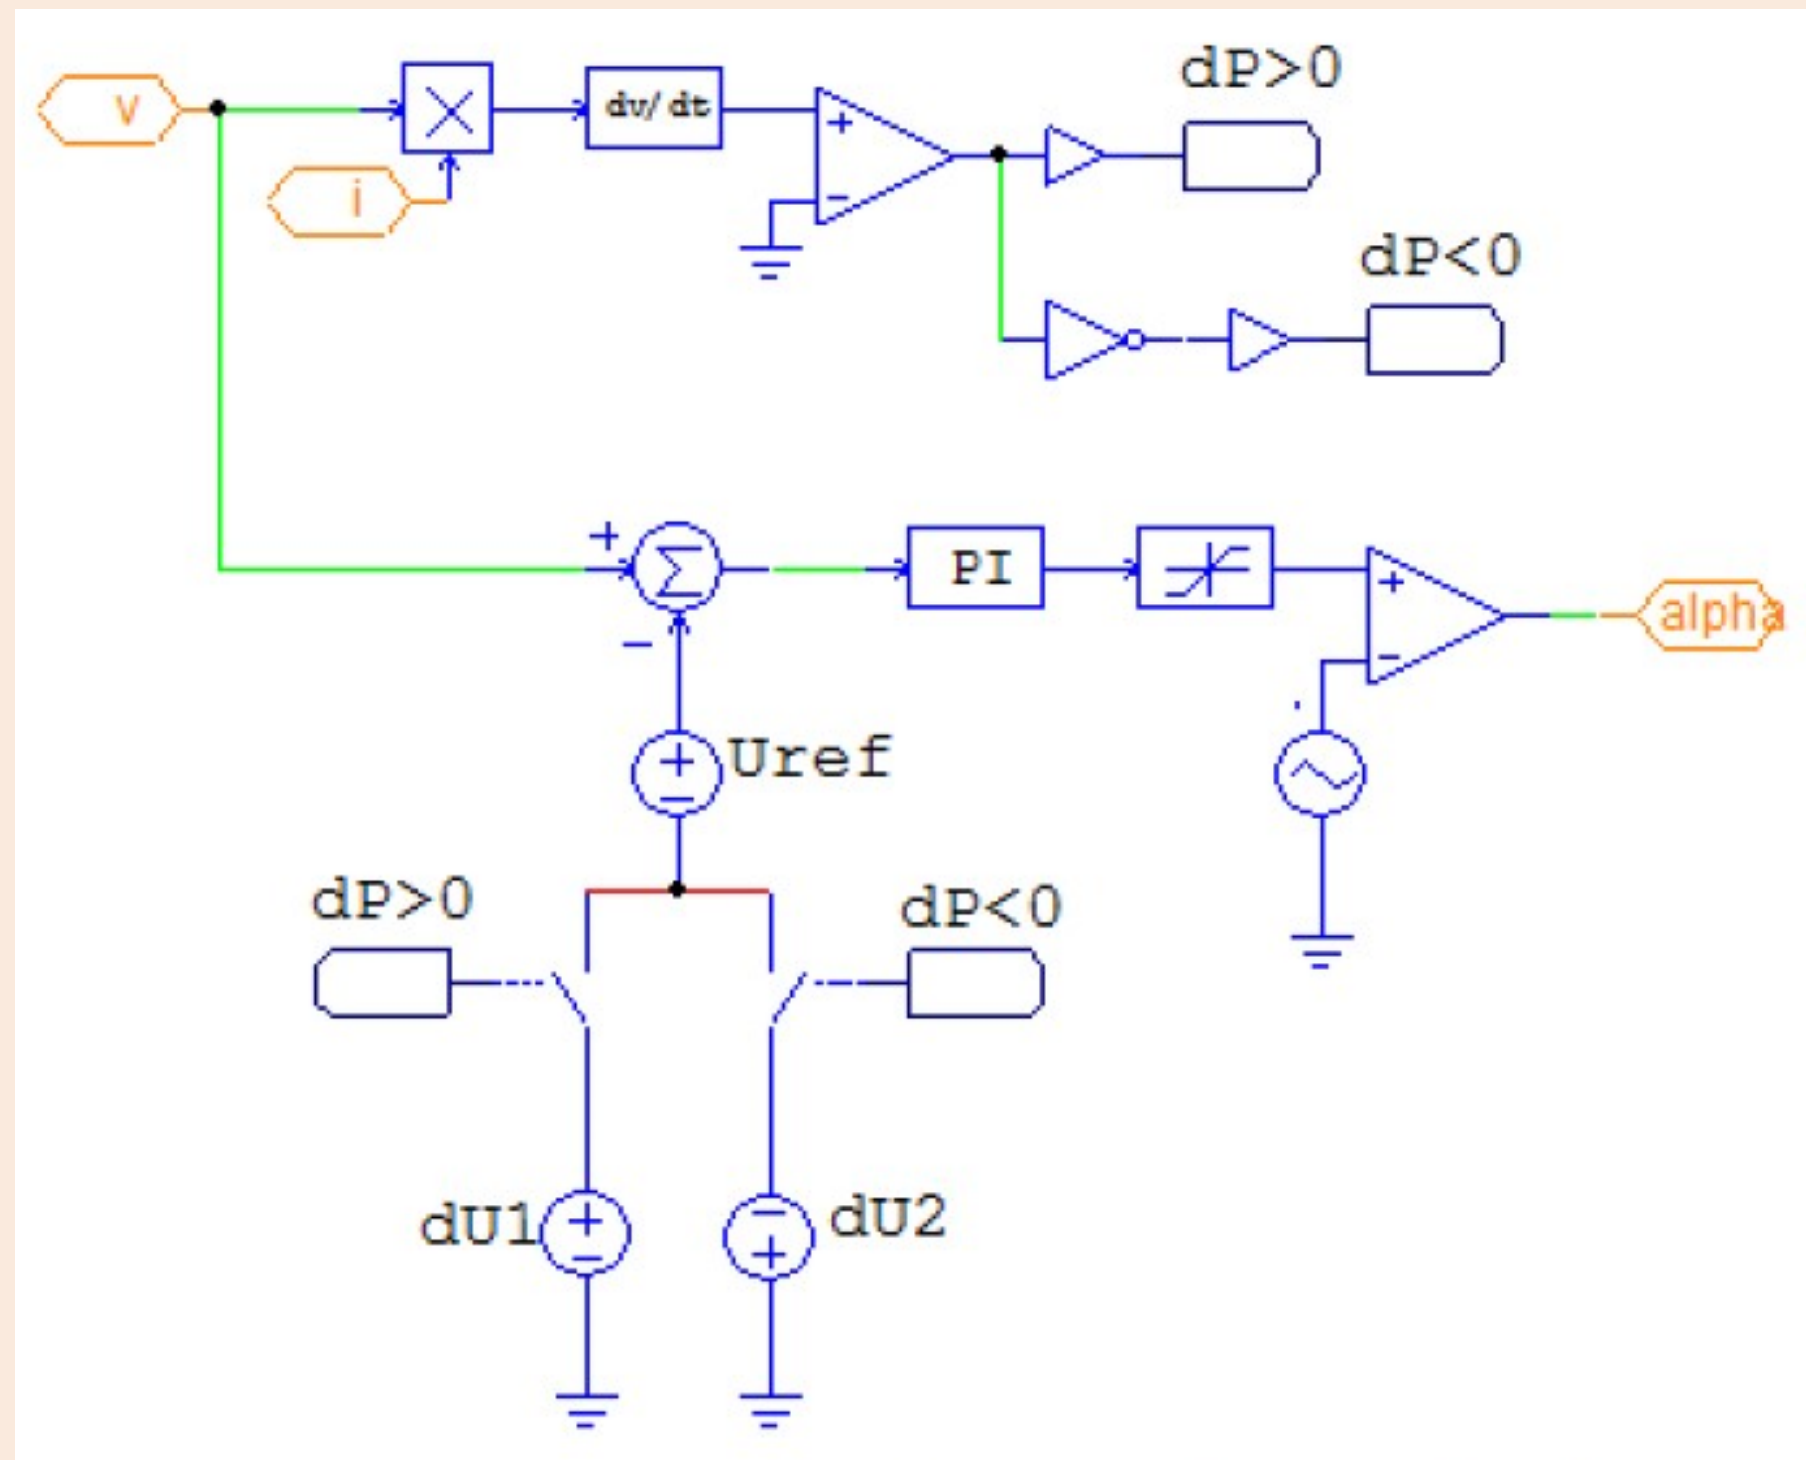 dP>0
v
dv/dt
+
i
-
dP<0
+
Σ
PI
+
alpha
-
-
+
-
Uref
dP>0
dP<0
dU1
+
-
-
+
dU2